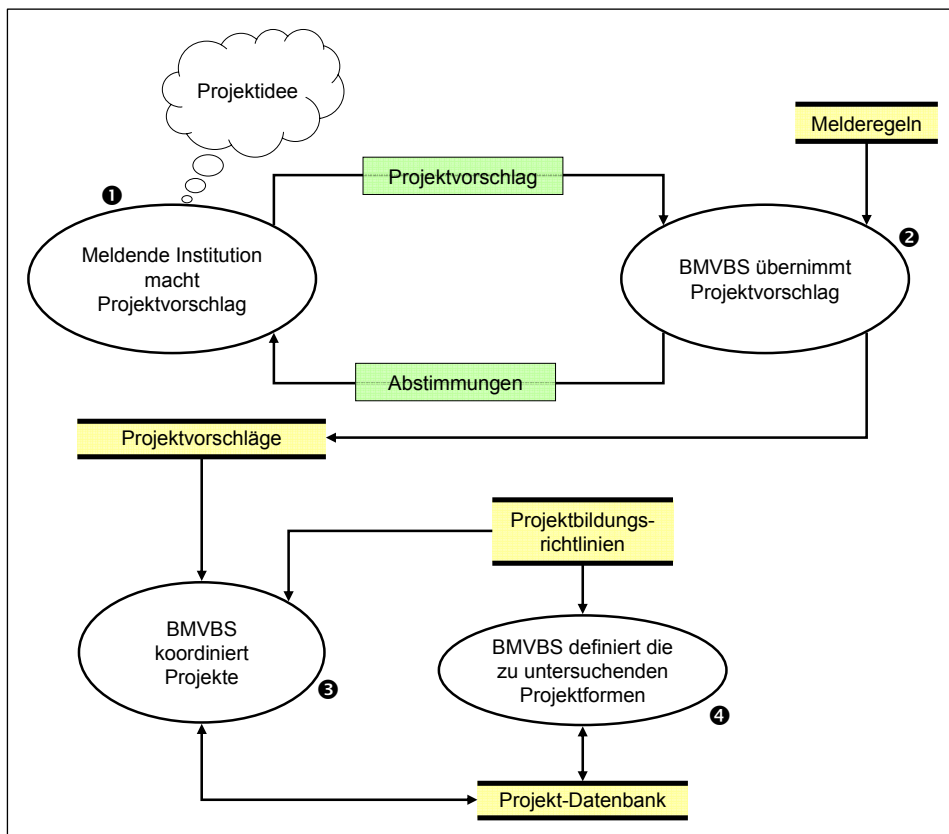 Projektidee
Melderegeln
Projektvorschlag
❶
Meldende Institution
macht
Projektvorschlag
❷
BMVBS übernimmt
Projektvorschlag
Abstimmungen
Projektvorschläge
Projektbildungs-
richtlinien
BMVBS
koordiniert
Projekte
❸
BMVBS definiert die
zu untersuchenden
Projektformen
❹
Projekt-Datenbank